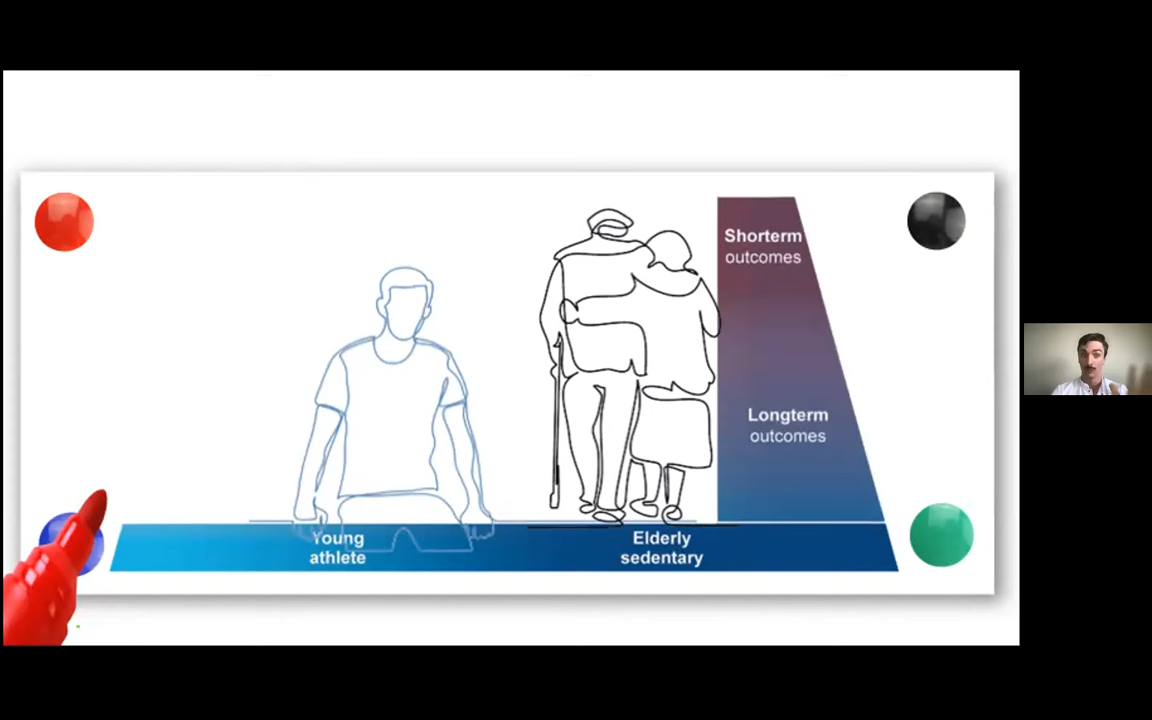 Shorterm
outcomes
Longterm
outcomes
Young
athlete
Elderly
sedentary